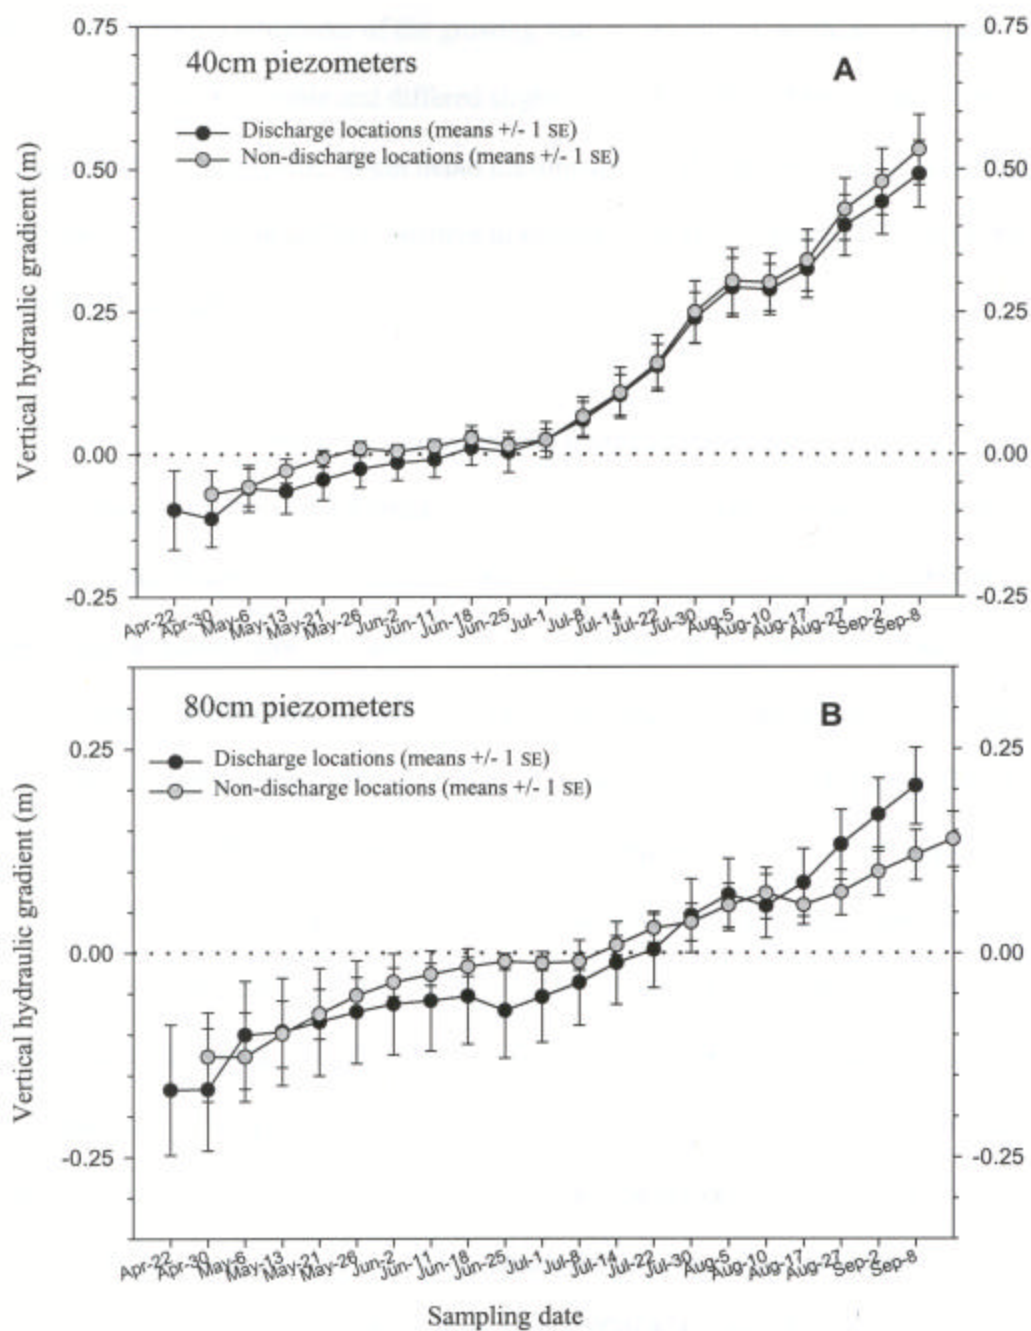 0.75
0.75
40cm piezometers
A
Discharge locations (means +/- 1 SE)
Non-discharge locations (means +/- 1 SE)
0.50
0.50
0.25
0.25
0.00
0.00
-0.25
-0.25
Vertical hydraulic gradient (m)
Apr-22 Apr-30 May-6 May-13 May-21 May-26 Jun-2 Jun-11 Jun-18 Jun-25 Jul-1 Jul-8 Jul-14 Jul-22 Jul-30 Aug-5 Aug-10 Aug-17 Aug-27 Sep-2 Sep-8
80cm piezometers
B
Discharge locations (means +/- 1 SE)
Non-discharge locations (means +/- 1 SE)
0.25
0.25
0.00
0.00
-0.25
-0.25
Vertical hydraulic gradient (m)
Apr-22 Apr-30 May-6 May-13 May-21 May-26 Jun-2 Jun-11 Jun-18 Jun-25 Jul-1 Jul-8 Jul-14 Jul-22 Jul-30 Aug-5 Aug-10 Aug-17 Aug-27 Sep-2 Sep-8
Sampling date